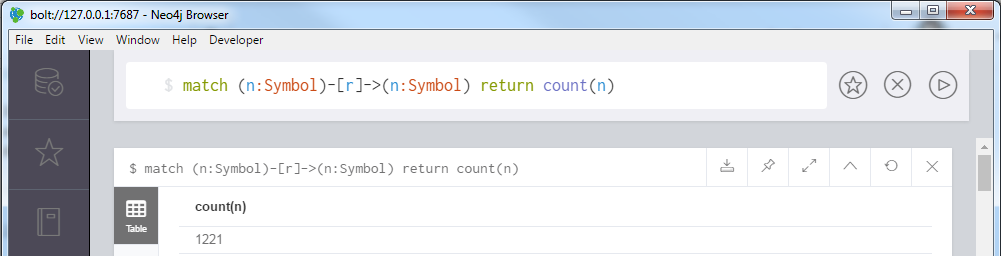 bolt://127.0.0.1:7687 - Neo4j Browser
File Edit View Window Help Developer
$ match (n:Symbol)-[r]->(n:Symbol) return count(n)
$ match (n:Symbol)-[r]->(n:Symbol) return count(n)
Table
count(n)
1221